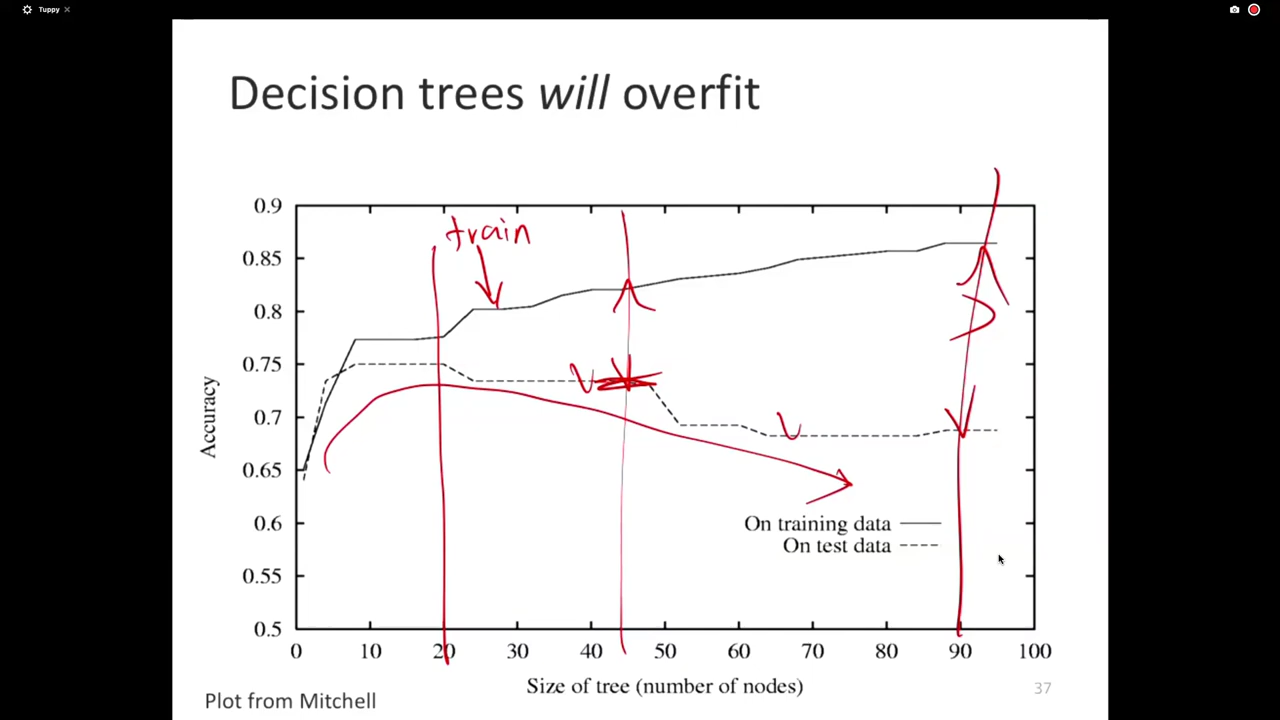 Tuppy
Decision trees will overfit
train
0.9
0.85
0.8
0.75
0.7
0.65
0.6
0.55
0.5
Accuracy
On training data
On test data
0 10 20 30 40 50 60 70 80 90 100
Size of tree (number of nodes)
Plot from Mitchell
37